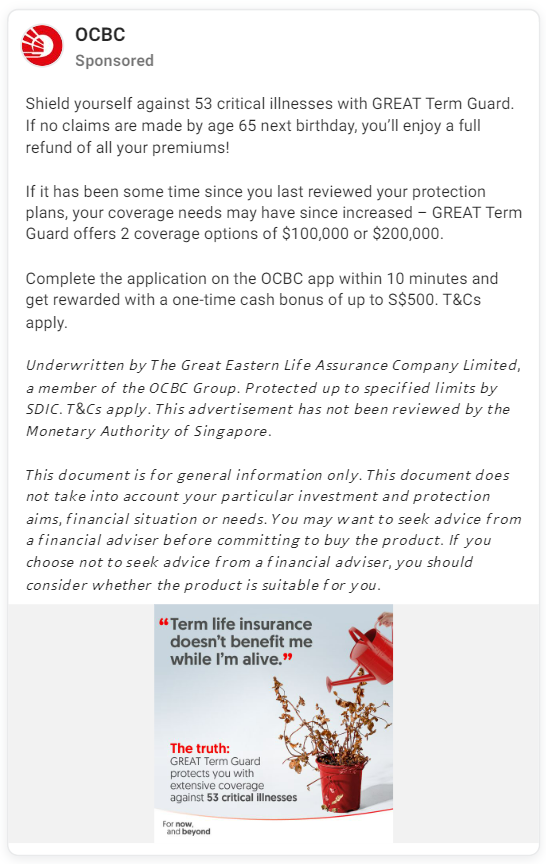 OCBC
Sponsored
Shield yourself against 53 critical illnesses with GREAT Term Guard.
If no claims are made by age 65 next birthday, you’ll enjoy a full
refund of all your premiums!
If it has been some time since you last reviewed your protection
plans, your coverage needs may have since increased – GREAT Term
Guard offers 2 coverage options of $100,000 or $200,000.
Complete the application on the OCBC app within 10 minutes and
get rewarded with a one-time cash bonus of up to S$500. T&Cs
apply.
Underwritten by The Great Eastern Life Assurance Company Limited,
a member of the OCBC Group. Protected up to specified limits by
SDIC. T&Cs apply. This advertisement has not been reviewed by the
Monetary Authority of Singapore.
This document is for general information only. This document does
not take into account your particular investment and protection
aims, financial situation or needs. You may want to seek advice from
a financial adviser before committing to buy the product. If you
choose not to seek advice from a financial adviser, you should
consider whether the product is suitable for you.
“Term life insurance
doesn’t benefit me
while I’m alive.”
The truth:
GREAT Term Guard
protects you with
extensive coverage
against 53 critical illnesses
For now,
and beyond